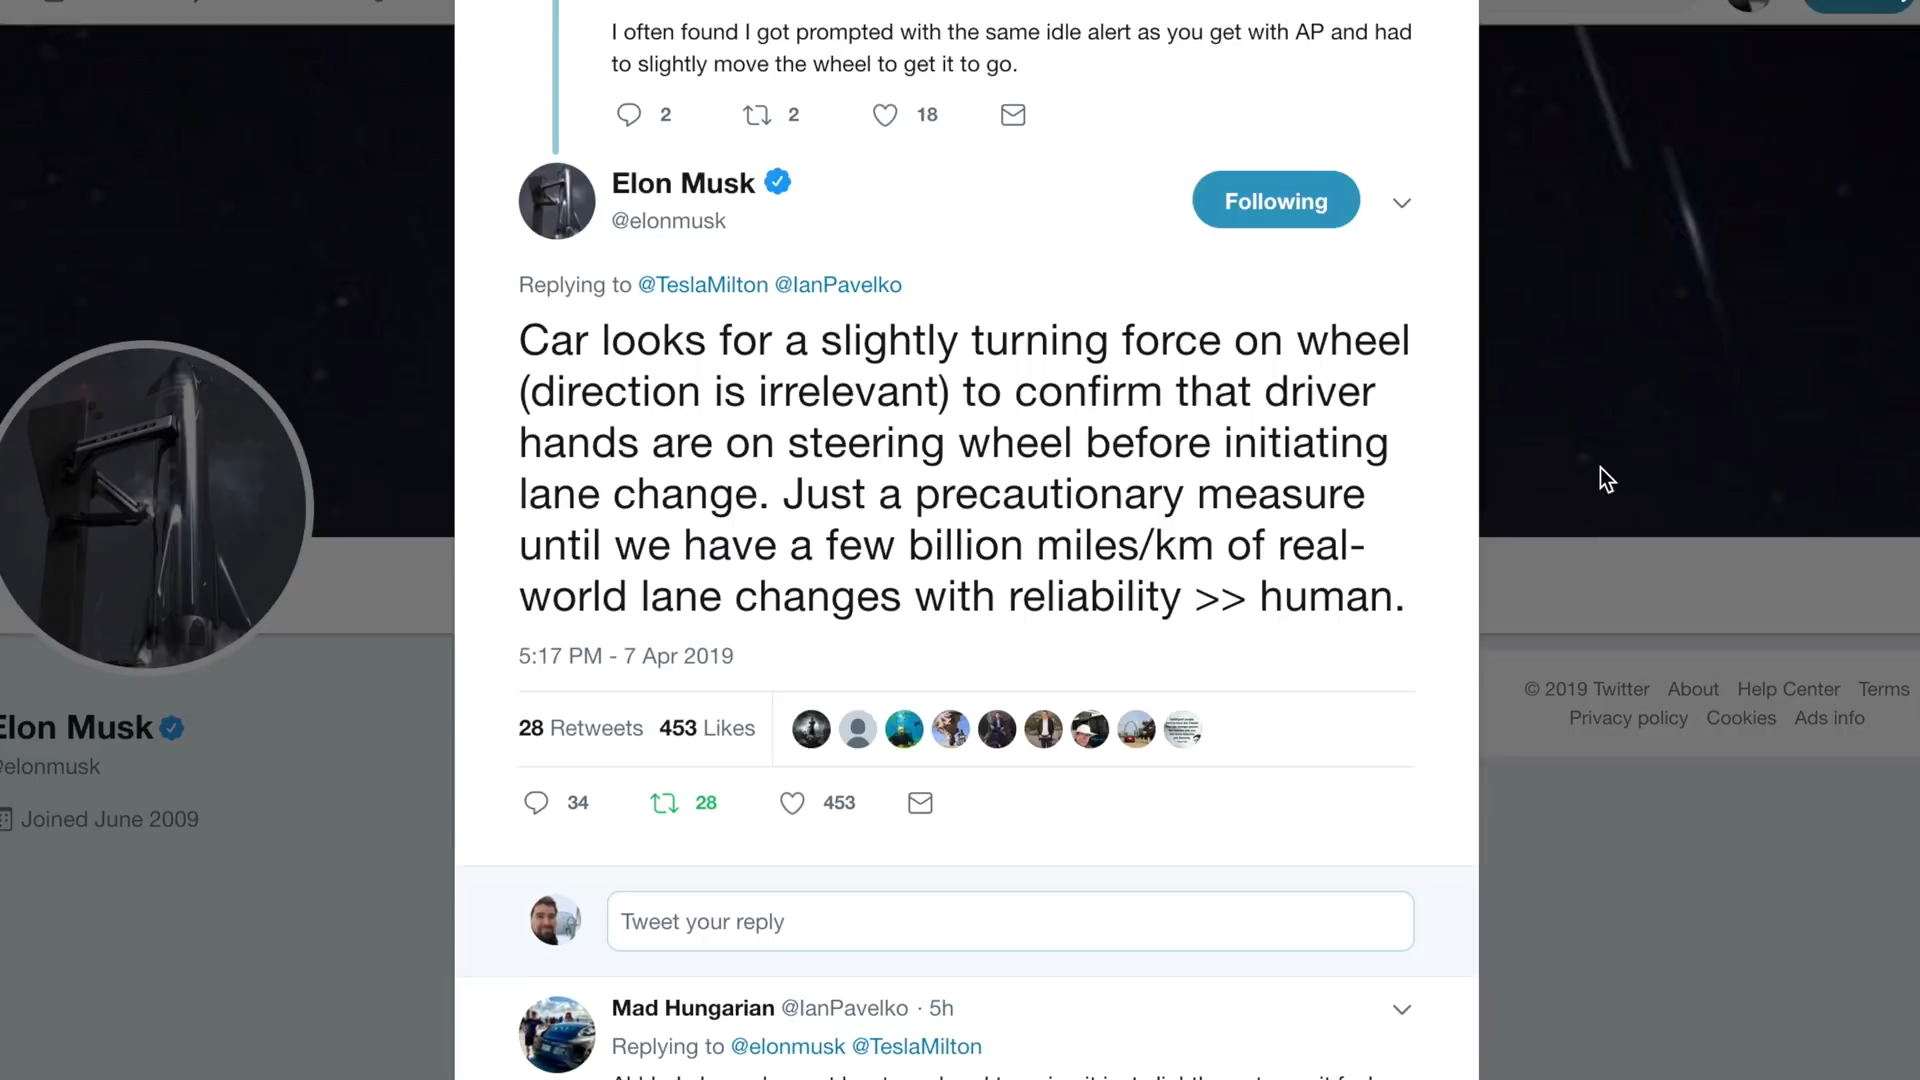 I often found I got prompted with the same idle alert as you get with AP and had
to slightly move the wheel to get it to go.
2 2 18
Elon Musk
@elonmusk
Following
Replying to @TeslaMilton @IanPavelko
Car looks for a slightly turning force on wheel
(direction is irrelevant) to confirm that driver
hands are on steering wheel before initiating
lane change. Just a precautionary measure
until we have a few billion miles/km of real-
world lane changes with reliability >> human.
5:17 PM - 7 Apr 2019
28 Retweets 453 Likes
34 28 453
Tweet your reply
Mad Hungarian @IanPavelko · 5h
Replying to @elonmusk @TeslaMilton
Elon Musk
@elonmusk
Joined June 2009
© 2019 Twitter About Help Center Terms
Privacy policy Cookies Ads info